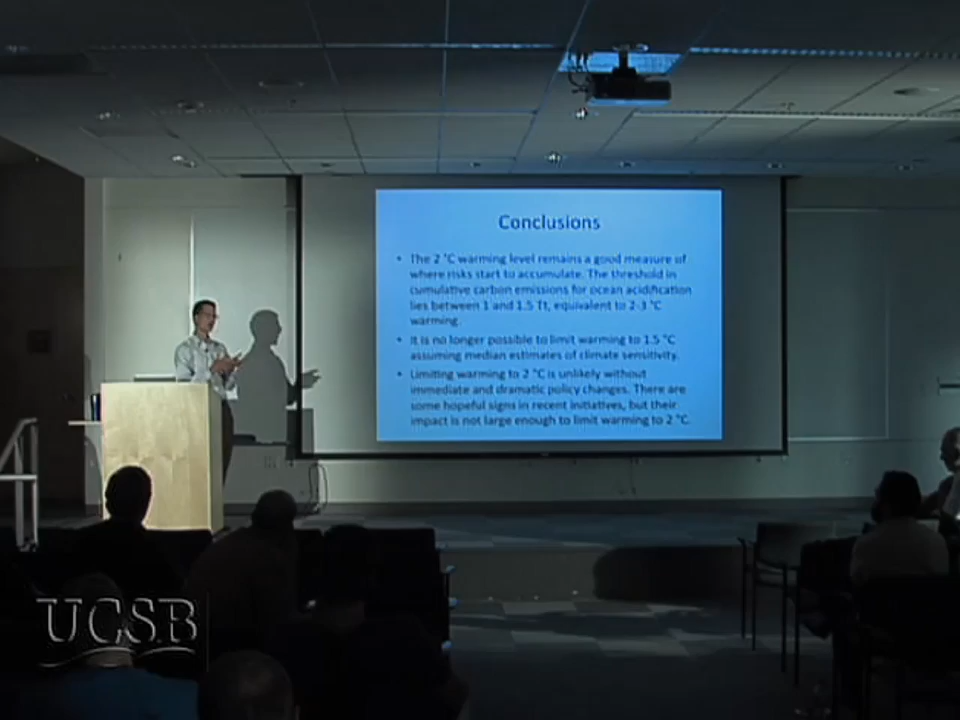 Conclusions
• The 2 °C warming level remains a good measure of
where risks start to accumulate. The threshold in
cumulative carbon emissions for ocean acidification
lies between 1 and 1.5 Tt, equivalent to 2-3 °C
warming.
• It is no longer possible to limit warming to 1.5 °C
assuming median estimates of climate sensitivity.
• Limiting warming to 2 °C is unlikely without
immediate and dramatic policy changes. There are
some hopeful signs in recent initiatives, but their
impact is not large enough to limit warming to 2 °C.
UCSB